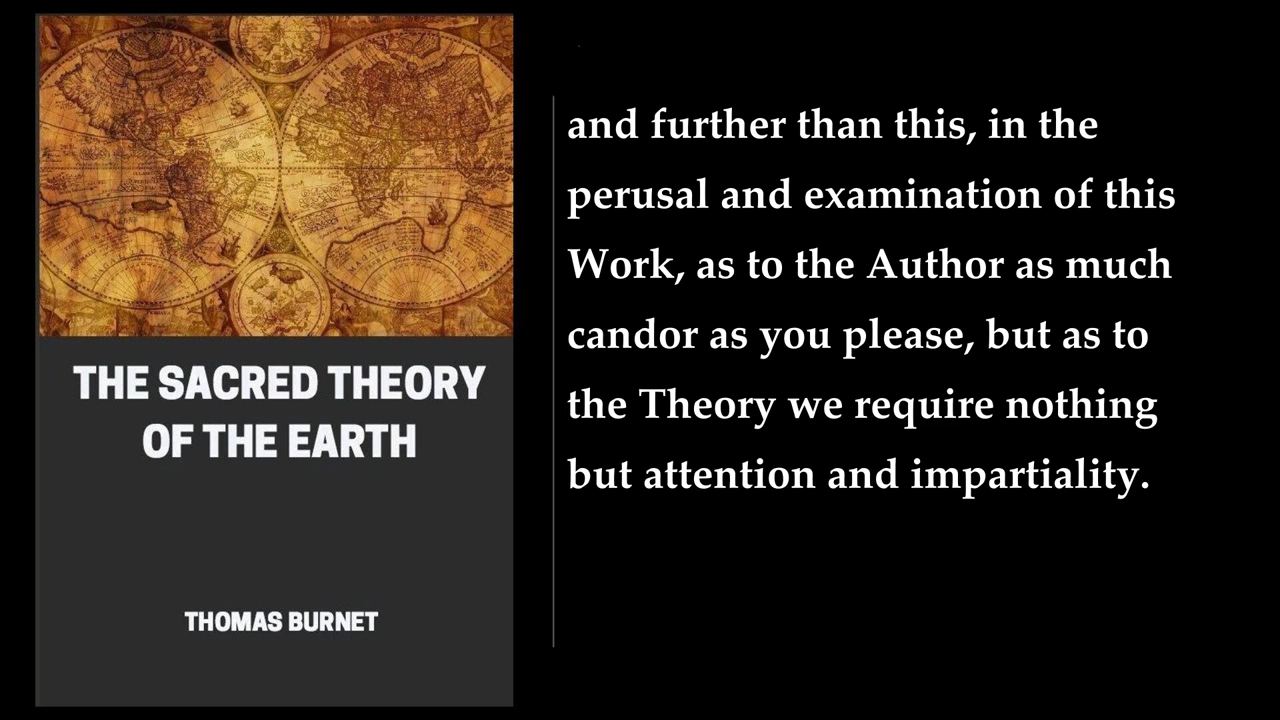 THE SACRED THEORY
OF THE EARTH
THOMAS BURNET
and further than this, in the
perusal and examination of this
Work, as to the Author as much
candor as you please, but as to
the Theory we require nothing
but attention and impartiality.